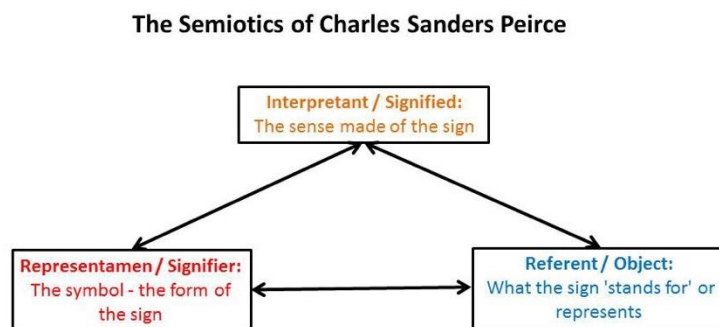 The Semiotics of Charles Sanders Peirce
Interpretant / Signified:
The sense made of the sign
Representamen / Signifier:
The symbol - the form of
the sign
Referent / Object:
What the sign 'stands for' or
represents